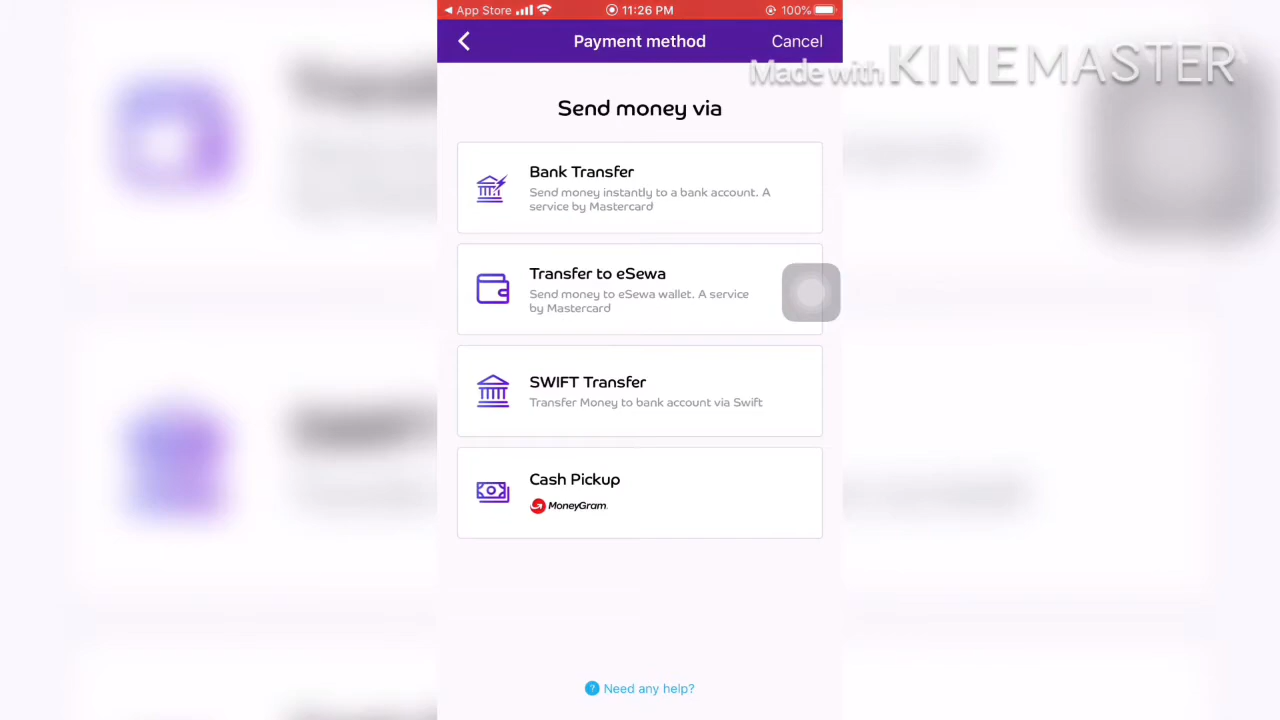 App Store
11:26 PM
100%
Payment method
Cancel
Made with KINEMASTER
Send money via
Bank Transfer
Send money instantly to a bank account. A
service by Mastercard
Transfer to eSewa
Send money to eSewa wallet. A service
by Mastercard
SWIFT Transfer
Transfer Money to bank account via Swift
Cash Pickup
MoneyGram.
? Need any help?